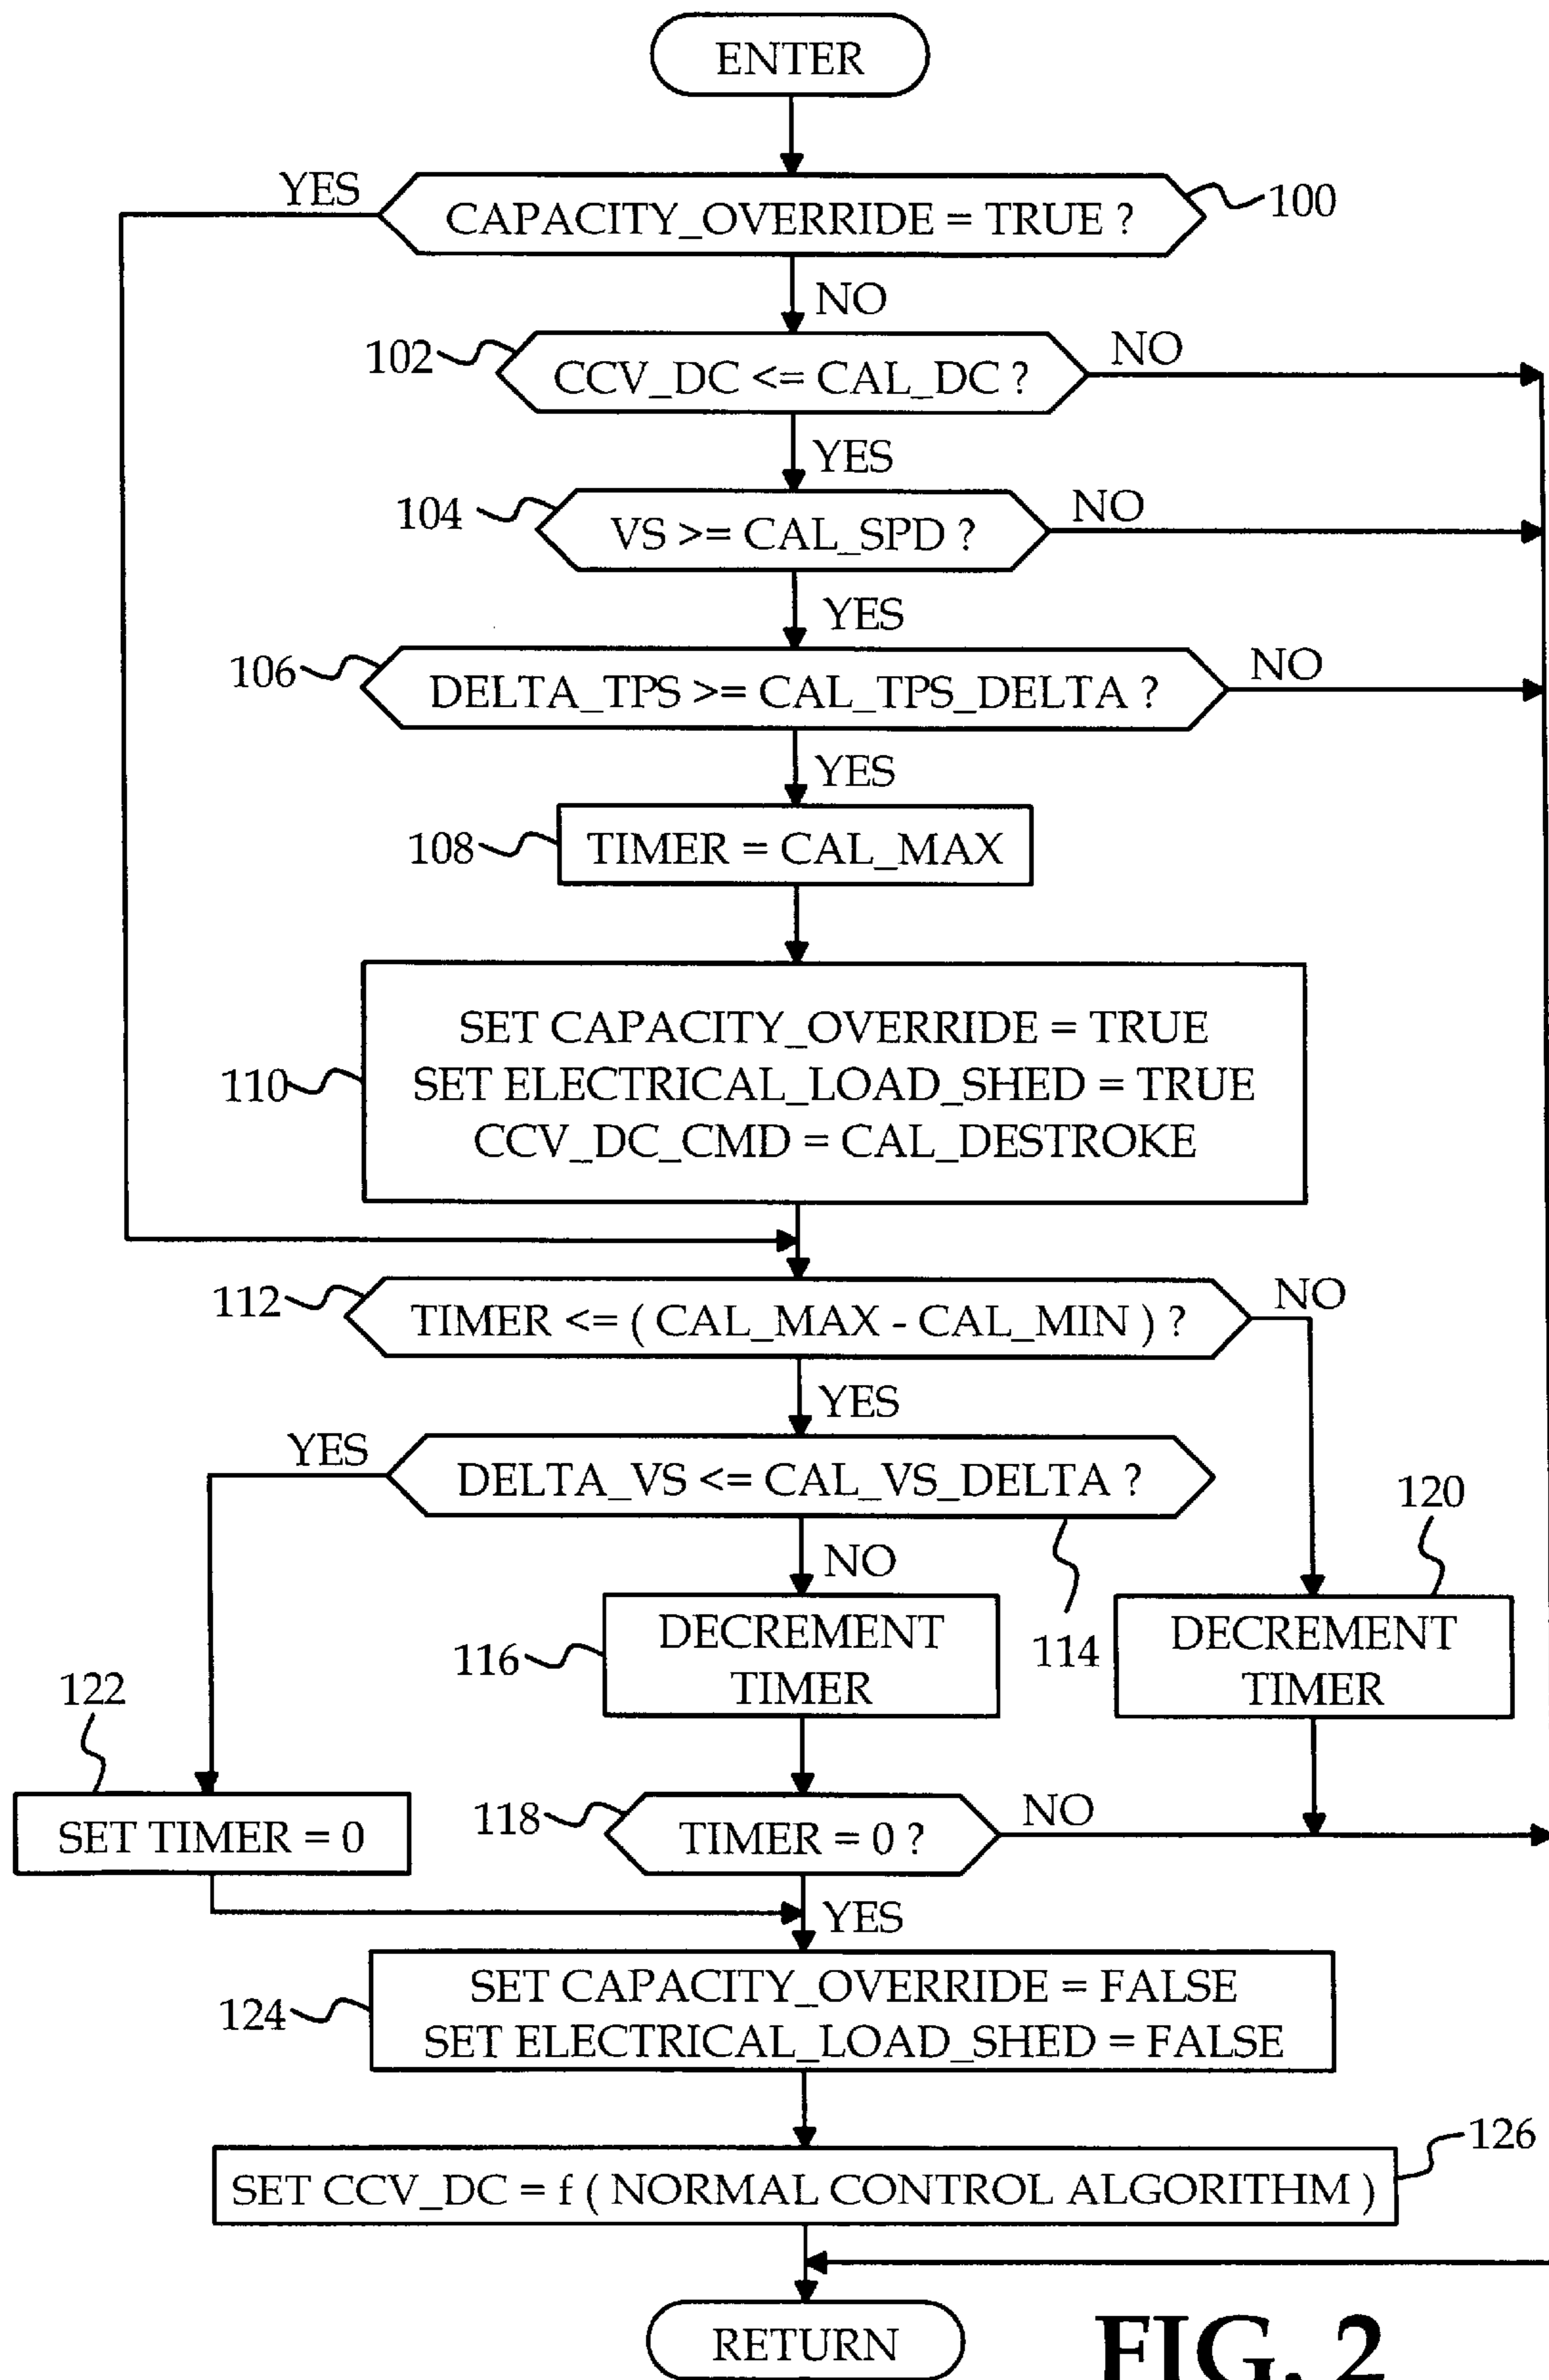 ENTER
YES
CAPACITY_OVERRIDE = TRUE ?
100
NO
102
CCV_DC <= CAL_DC ?
NO
YES
104
VS >= CAL_SPD ?
NO
YES
106
DELTA_TPS >= CAL_TPS_DELTA ?
NO
YES
108
TIMER = CAL_MAX
110
SET CAPACITY_OVERRIDE = TRUE
SET ELECTRICAL_LOAD_SHED = TRUE
CCV_DC_CMD = CAL_DESTROKE
112
TIMER <= ( CAL_MAX - CAL_MIN ) ?
NO
YES
YES
DELTA_VS <= CAL_VS_DELTA ?
120
NO
116
DECREMENT
TIMER
114
DECREMENT
TIMER
122
SET TIMER = 0
118
TIMER = 0 ?
NO
YES
124
SET CAPACITY_OVERRIDE = FALSE
SET ELECTRICAL_LOAD_SHED = FALSE
126
SET CCV_DC = f ( NORMAL CONTROL ALGORITHM )
RETURN
FIG. 2